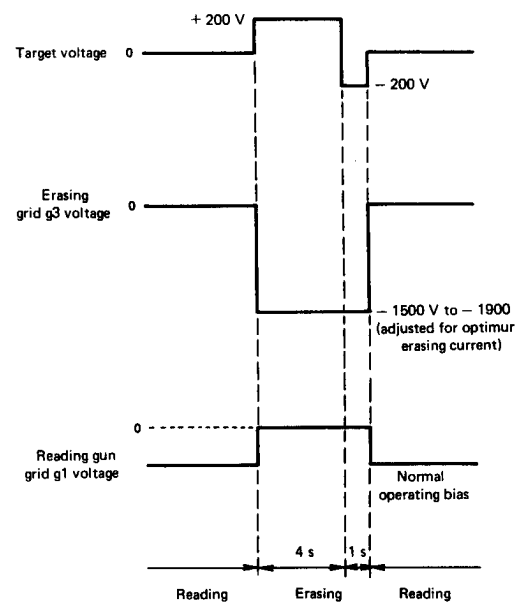 + 200 V
Target voltage 0
− 200 V
Erasing
grid g3 voltage
0
− 1500 V to − 1900
(adjusted for optimur
erasing current)
0
Reading gun
grid g1 voltage
Normal
operating bias
4 s 1 s
Reading Erasing Reading